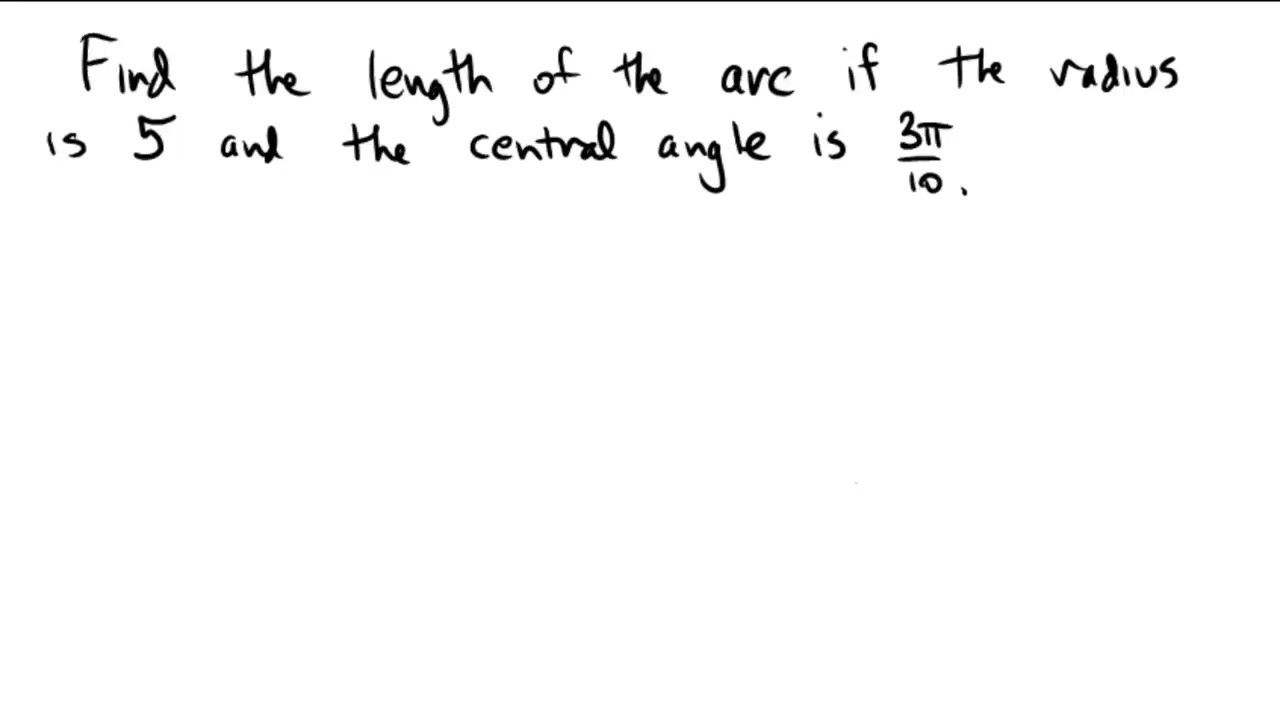 Find the length of the arc if the radius
is 5 and the central angle is 3π/10.